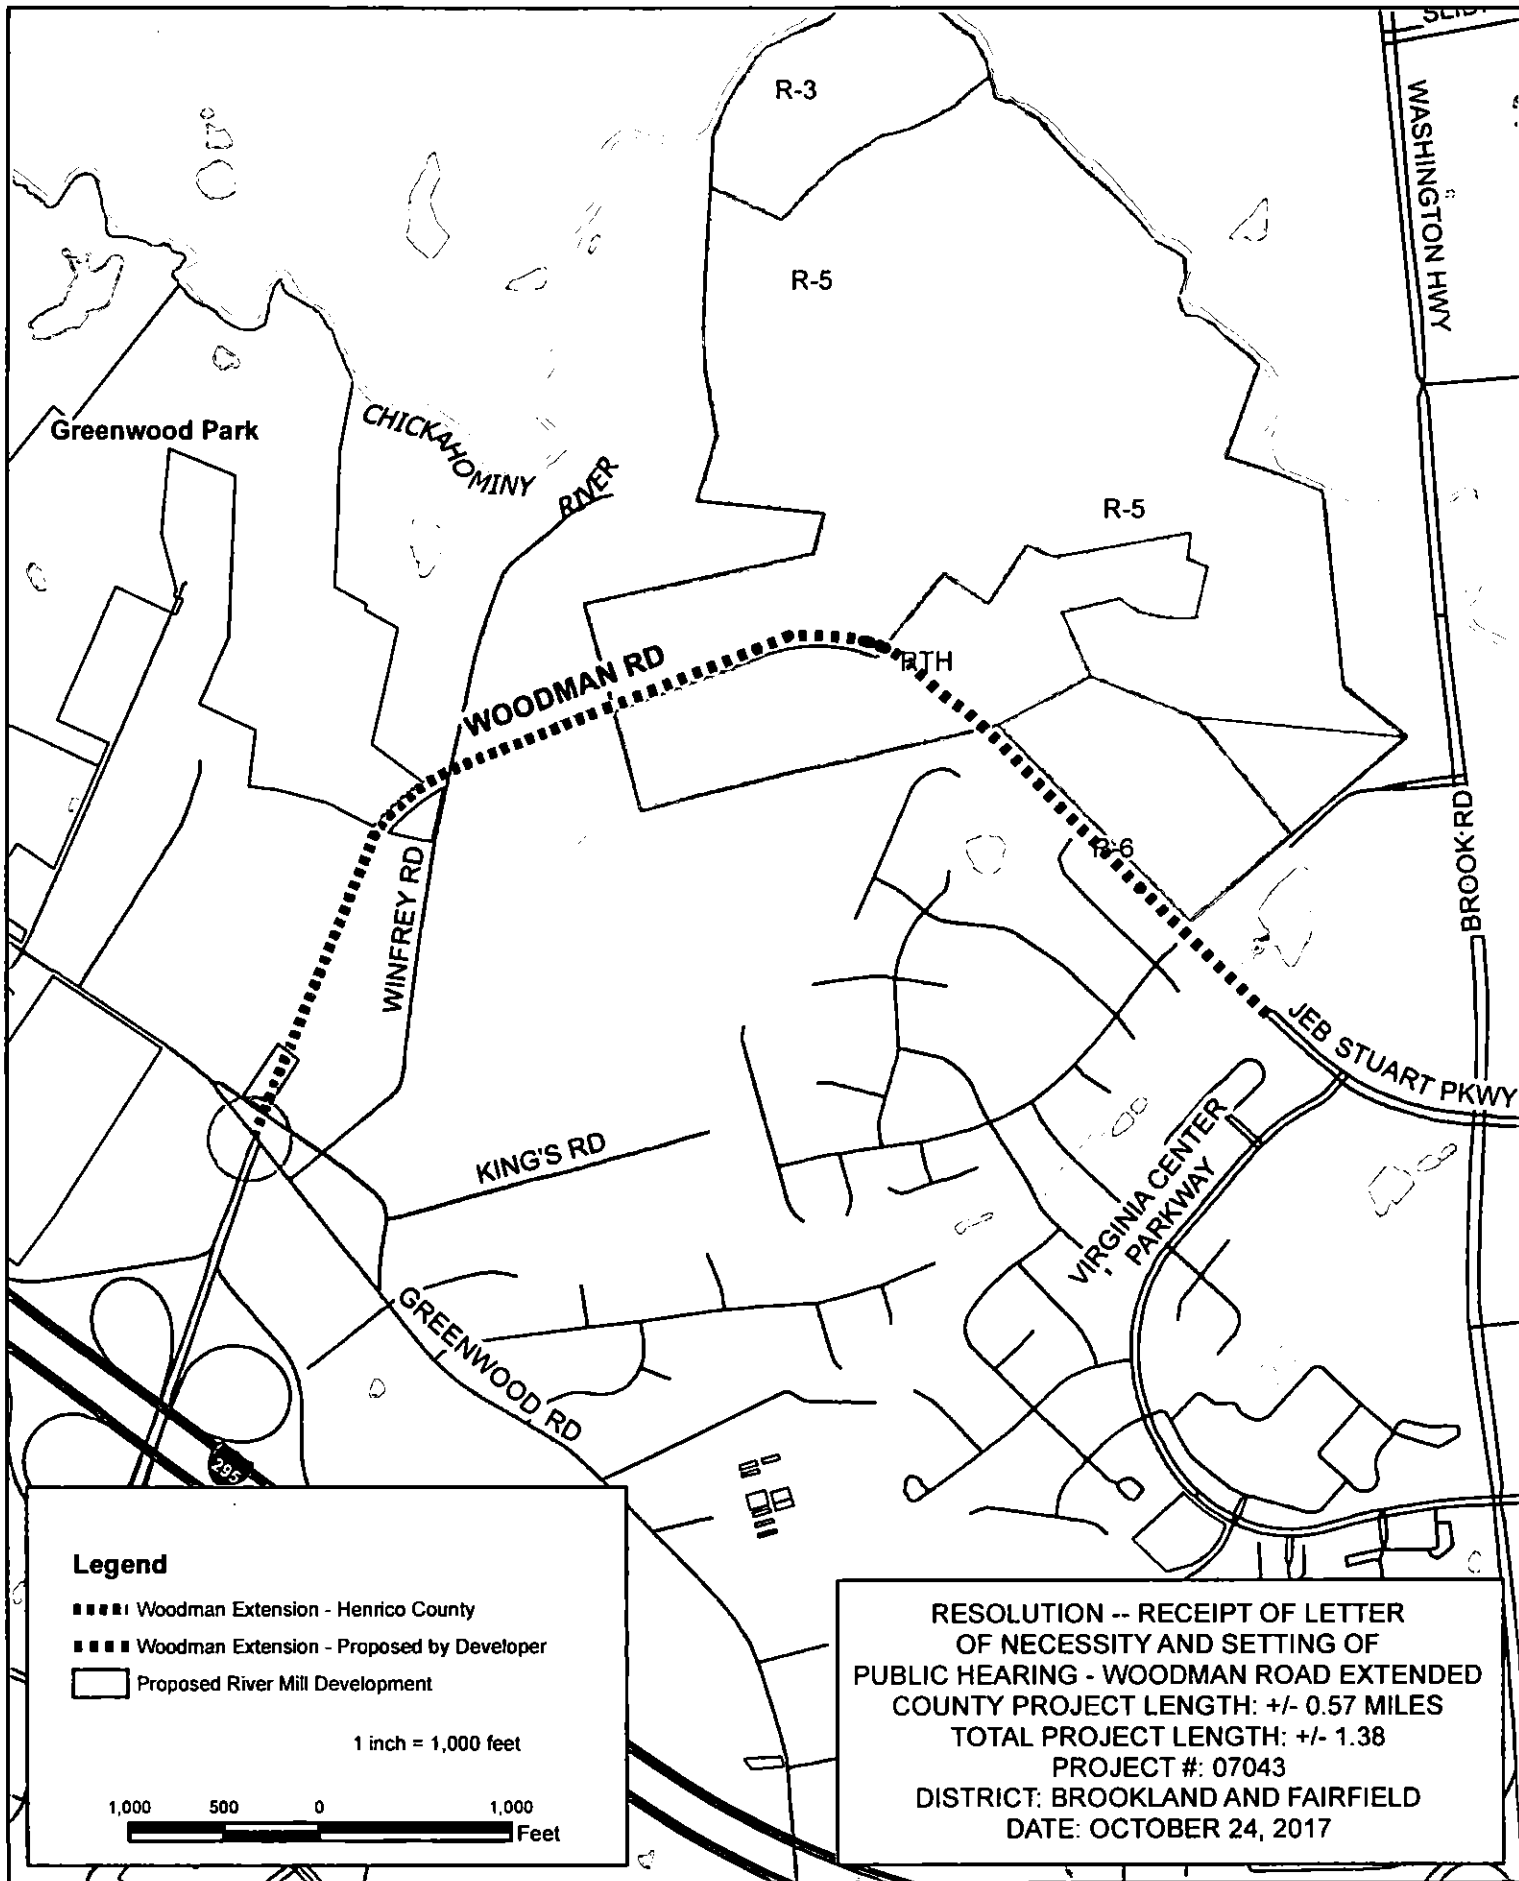 R-3
WASHINGTON HWY
R-5
Greenwood Park
CHICKAHOMINY
RIVER
R-5
WOODMAN RD
RTH
BROOK RD
R-6
WINFREY RD
JEB STUART PKWY
KING'S RD
VIRGINIA CENTER
PARKWAY
GREENWOOD RD
295
Legend
Woodman Extension - Henrico County
Woodman Extension - Proposed by Developer
Proposed River Mill Development
1 inch = 1,000 feet
1,000 500 0 1,000
Feet
RESOLUTION -- RECEIPT OF LETTER
OF NECESSITY AND SETTING OF
PUBLIC HEARING - WOODMAN ROAD EXTENDED
COUNTY PROJECT LENGTH: +/- 0.57 MILES
TOTAL PROJECT LENGTH: +/- 1.38
PROJECT #: 07043
DISTRICT: BROOKLAND AND FAIRFIELD
DATE: OCTOBER 24, 2017